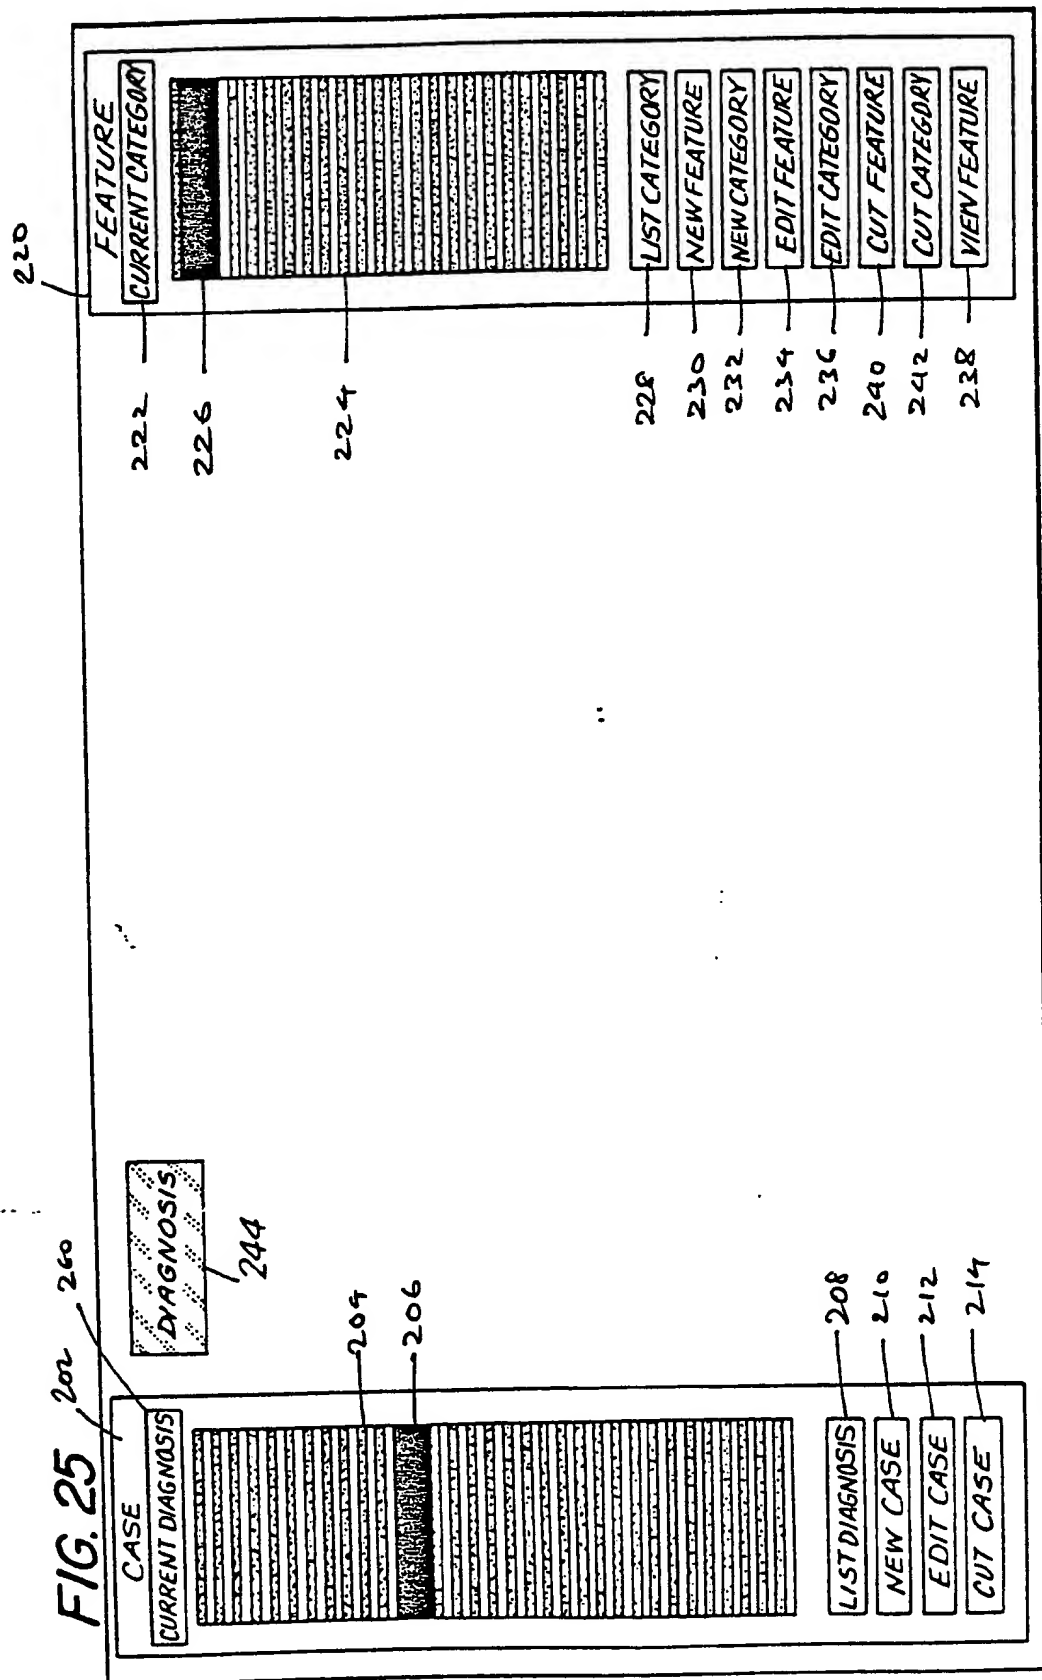 FIG. 25
202
260
CASE
CURRENT DIAGNOSIS
204
206
LIST DIAGNOSIS
208
NEW CASE
210
EDIT CASE
212
CUT CASE
214
DIAGNOSIS
244
220
FEATURE
CURRENT CATEGORY
222
226
224
LIST CATEGORY
228
NEW FEATURE
230
NEW CATEGORY
232
EDIT FEATURE
234
EDIT CATEGORY
236
CUT FEATURE
240
CUT CATEGORY
242
VIEN FEATURE
238